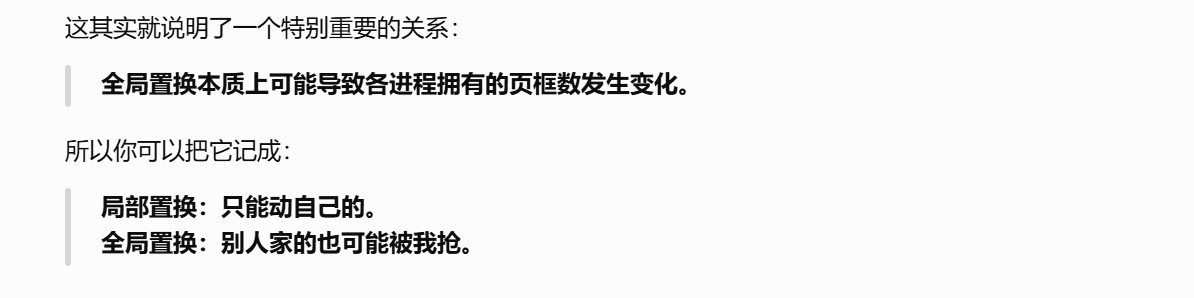 这其实就说明了一个特别重要的关系：
全局置换本质上可能导致各进程拥有的页框数发生变化。
所以你可以把它记成：
局部置换：只能动自己的。
全局置换：别人家的也可能被我抢。